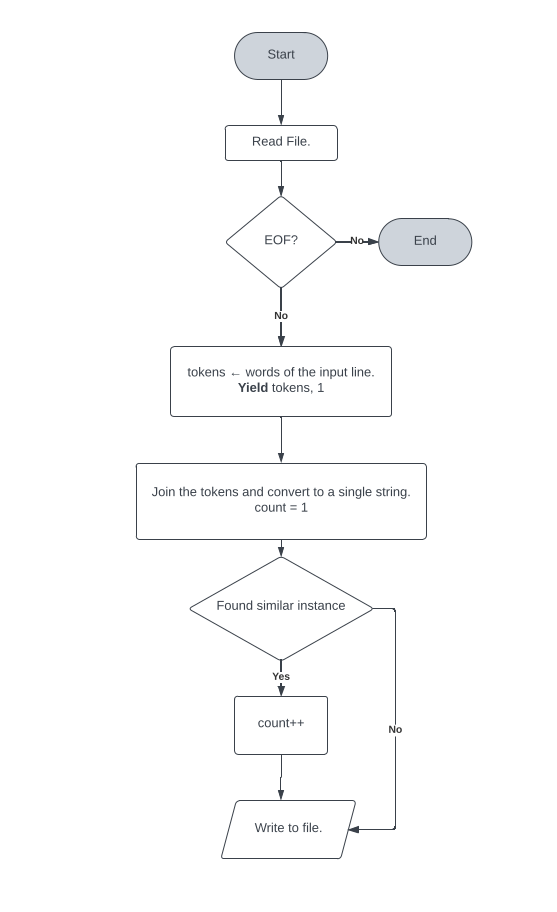 Start
Read File.
EOF?
No
End
No
tokens ← words of the input line.
Yield tokens, 1
Join the tokens and convert to a single string.
count = 1
Found similar instance
Yes
count++
No
Write to file.